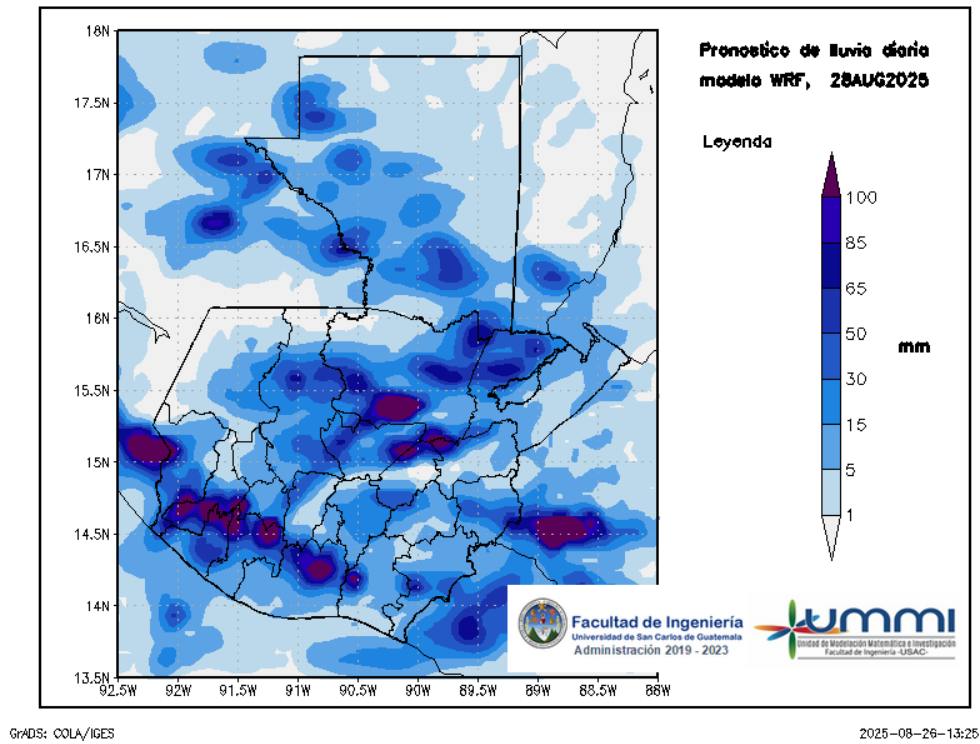 Pronostico de lluvia diaria
modelo WRF, 28AUG2025
Leyenda
100
85
65
50
30
15
5
1
mm
18N
17.5N
17N
16.5N
16N
15.5N
15N
14.5N
14N
13.5N
92.5W
92W
91.5W
91W
90.5W
90W
89.5W
89W
88.5W
88W
Facultad de Ingeniería
Universidad de San Carlos de Guatemala
Administración 2019 - 2023
ummi
Unidad de Modelación Matemática e Investigación
Facultad de Ingeniería -USAC-
GrADS: COLA/IGES
2025-08-26-13:25